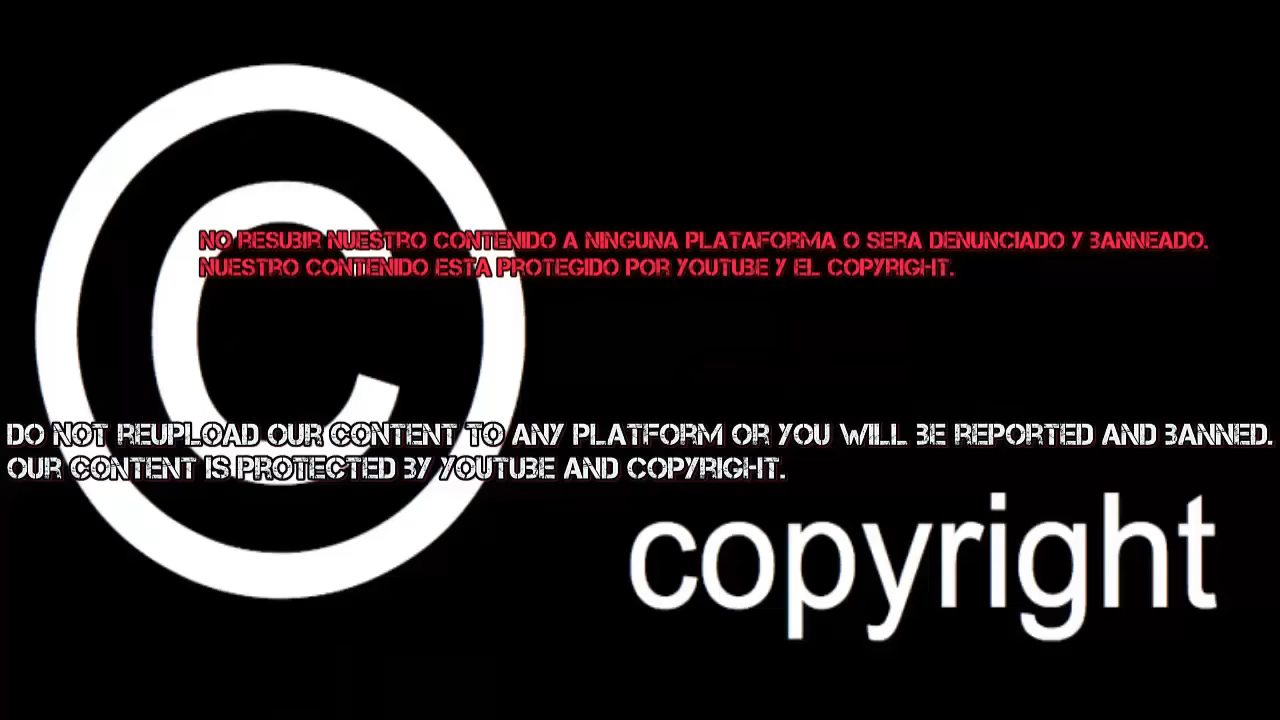 NO RESUBIR NUESTRO CONTENIDO A NINGUNA PLATAFORMA O SERA DENUNCIADO Y BANNEADO.
NUESTRO CONTENIDO ESTA PROTEGIDO POR YOUTUBE Y EL COPYRIGHT.
DO NOT REUPLOAD OUR CONTENT TO ANY PLATFORM OR YOU WILL BE REPORTED AND BANNED.
OUR CONTENT IS PROTECTED BY YOUTUBE AND COPYRIGHT.
copyright